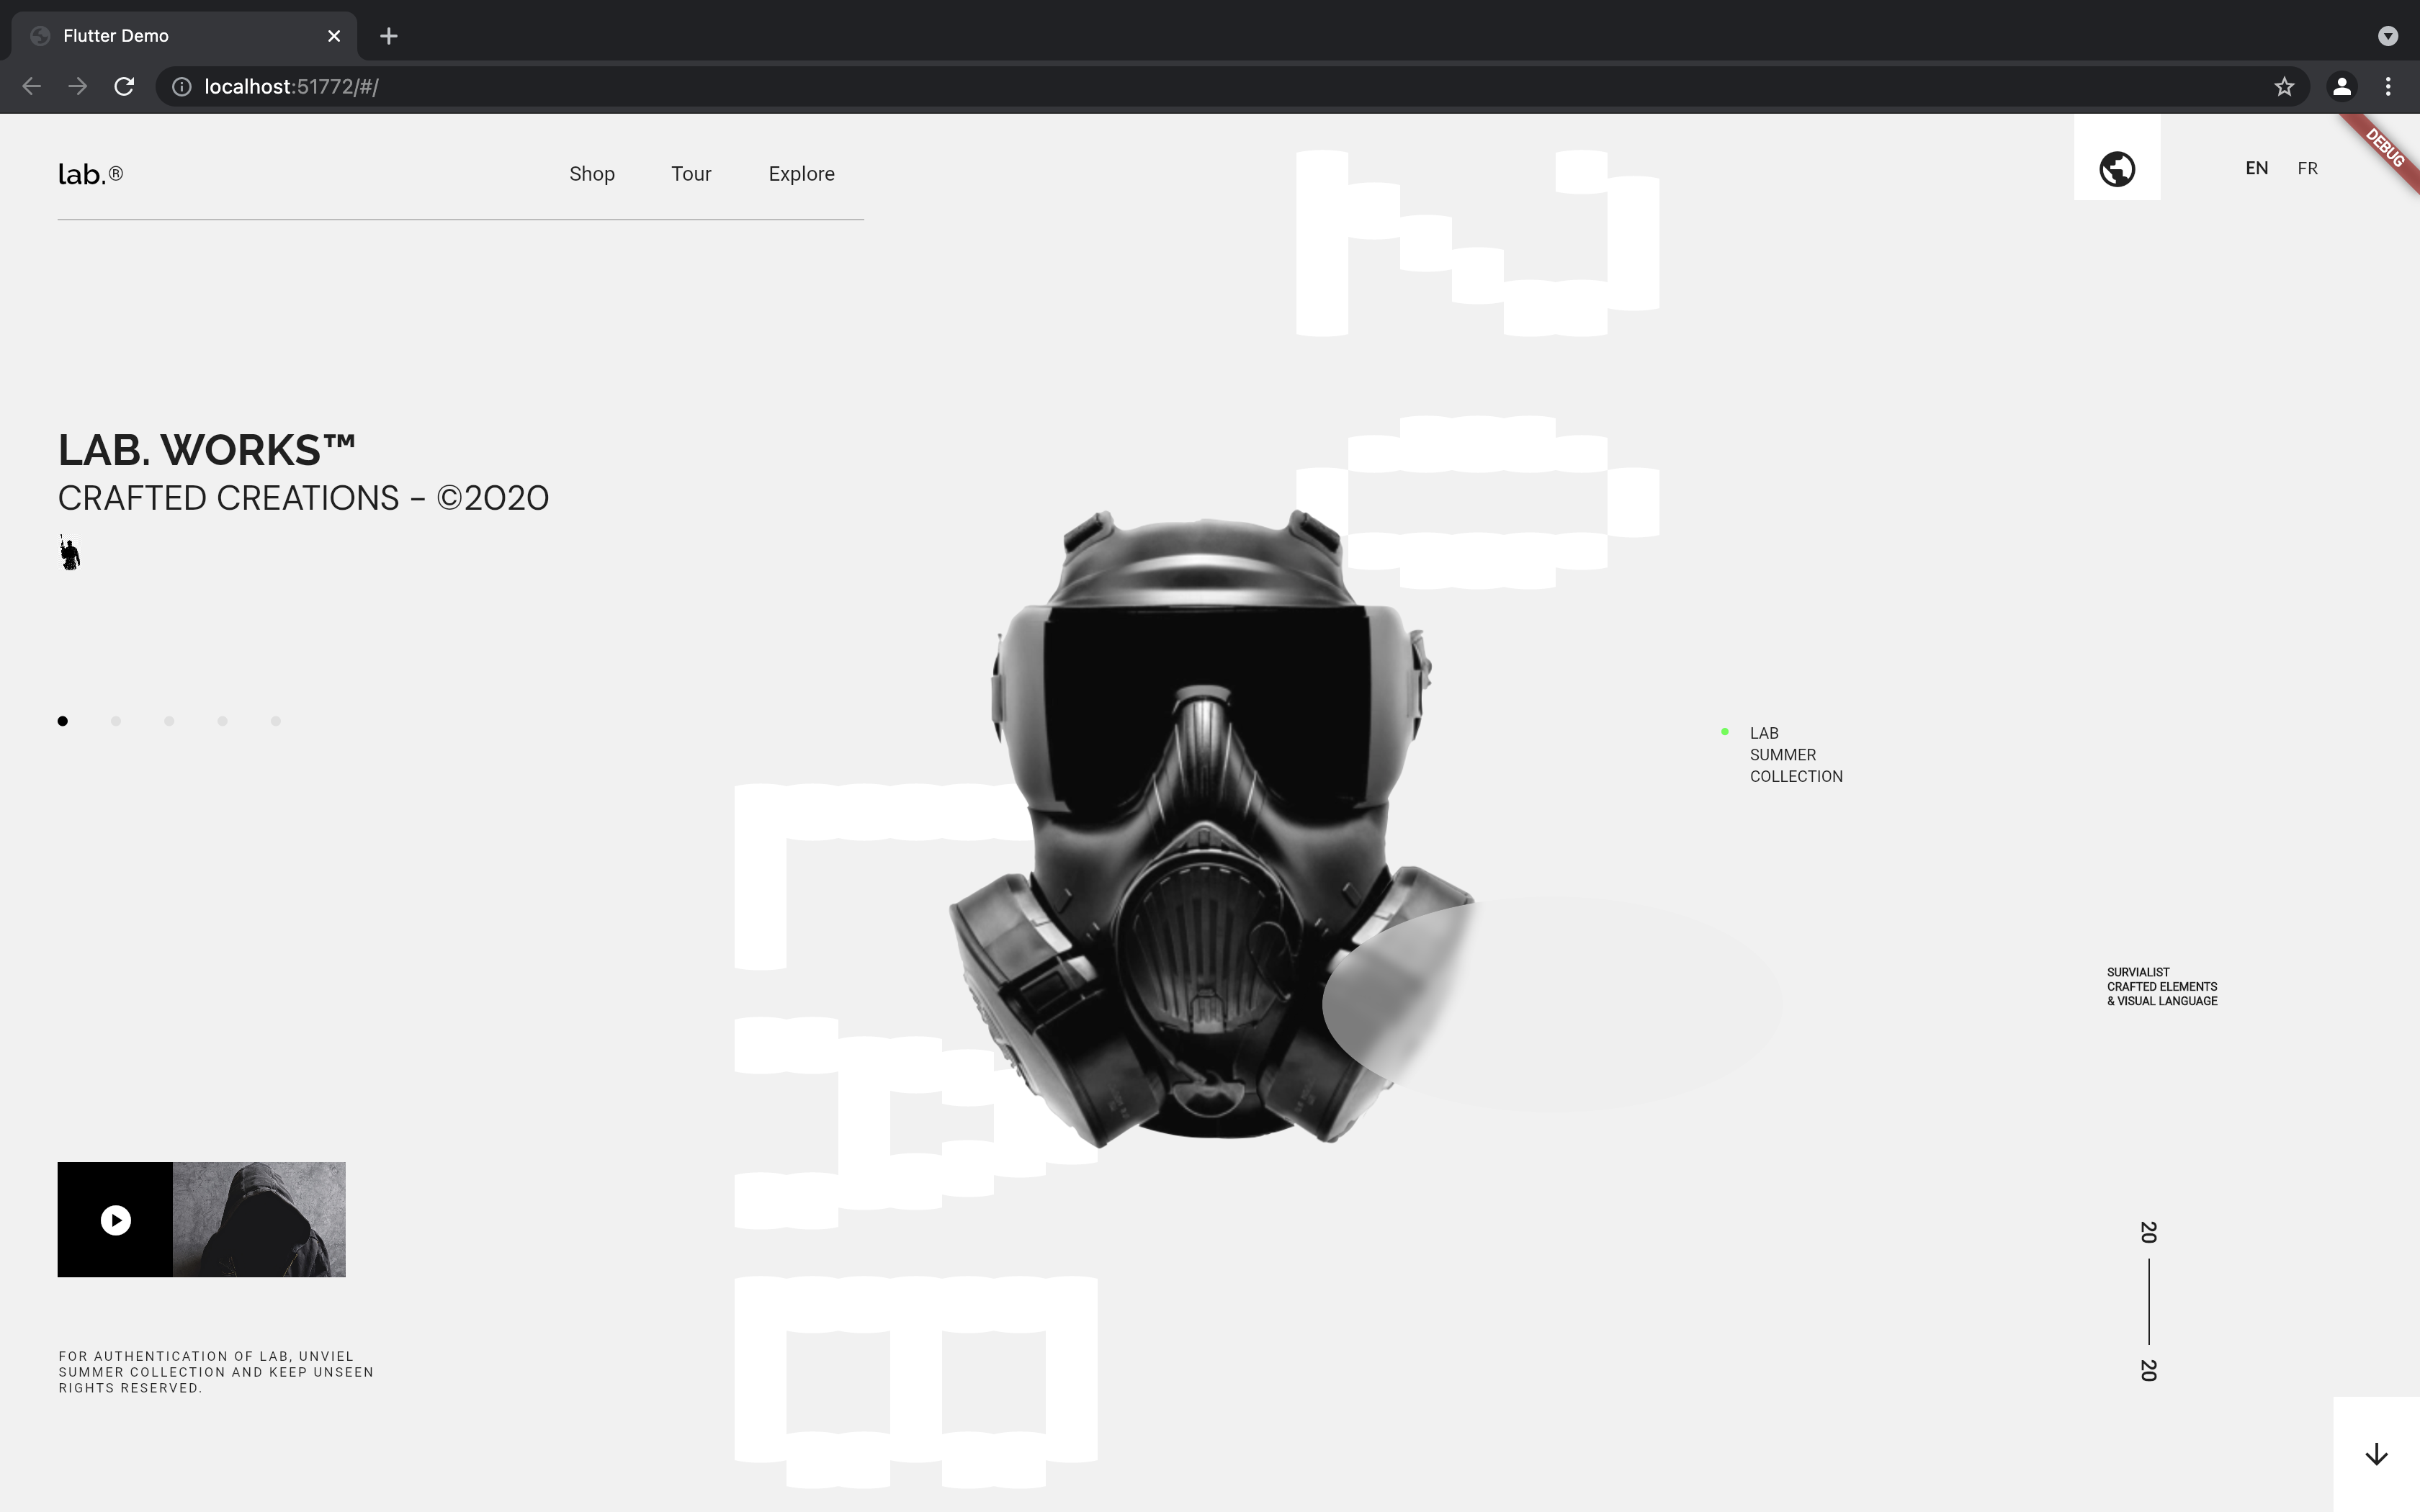 Flutter Demo
localhost:51772/#/
lab.®
Shop
Tour
Explore
EN
FR
DEBUG
LAB. WORKS™
CRAFTED CREATIONS – ©2020
LAB
SUMMER
COLLECTION
SURVIALIST
CRAFTED ELEMENTS
& VISUAL LANGUAGE
20
20
FOR AUTHENTICATION OF LAB, UNVIEL
SUMMER COLLECTION AND KEEP UNSEEN
RIGHTS RESERVED.
LAB
20